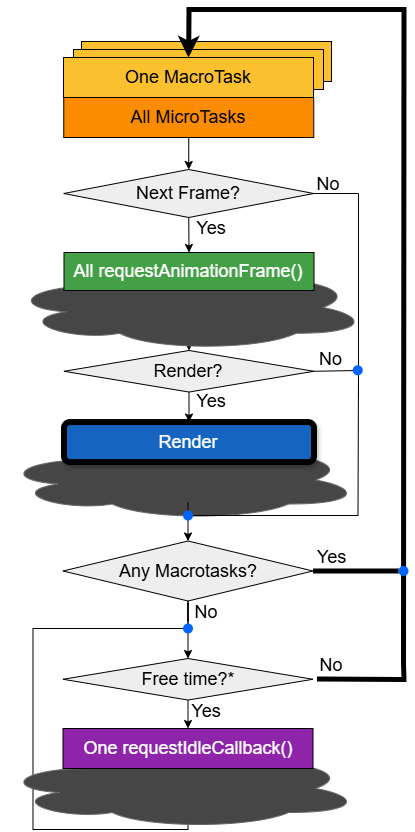 One MacroTask
All MicroTasks
Next Frame?
No
Yes
All requestAnimationFrame()
Render?
No
Yes
Render
Any Macrotasks?
Yes
No
Free time?*
No
Yes
One requestIdleCallback()